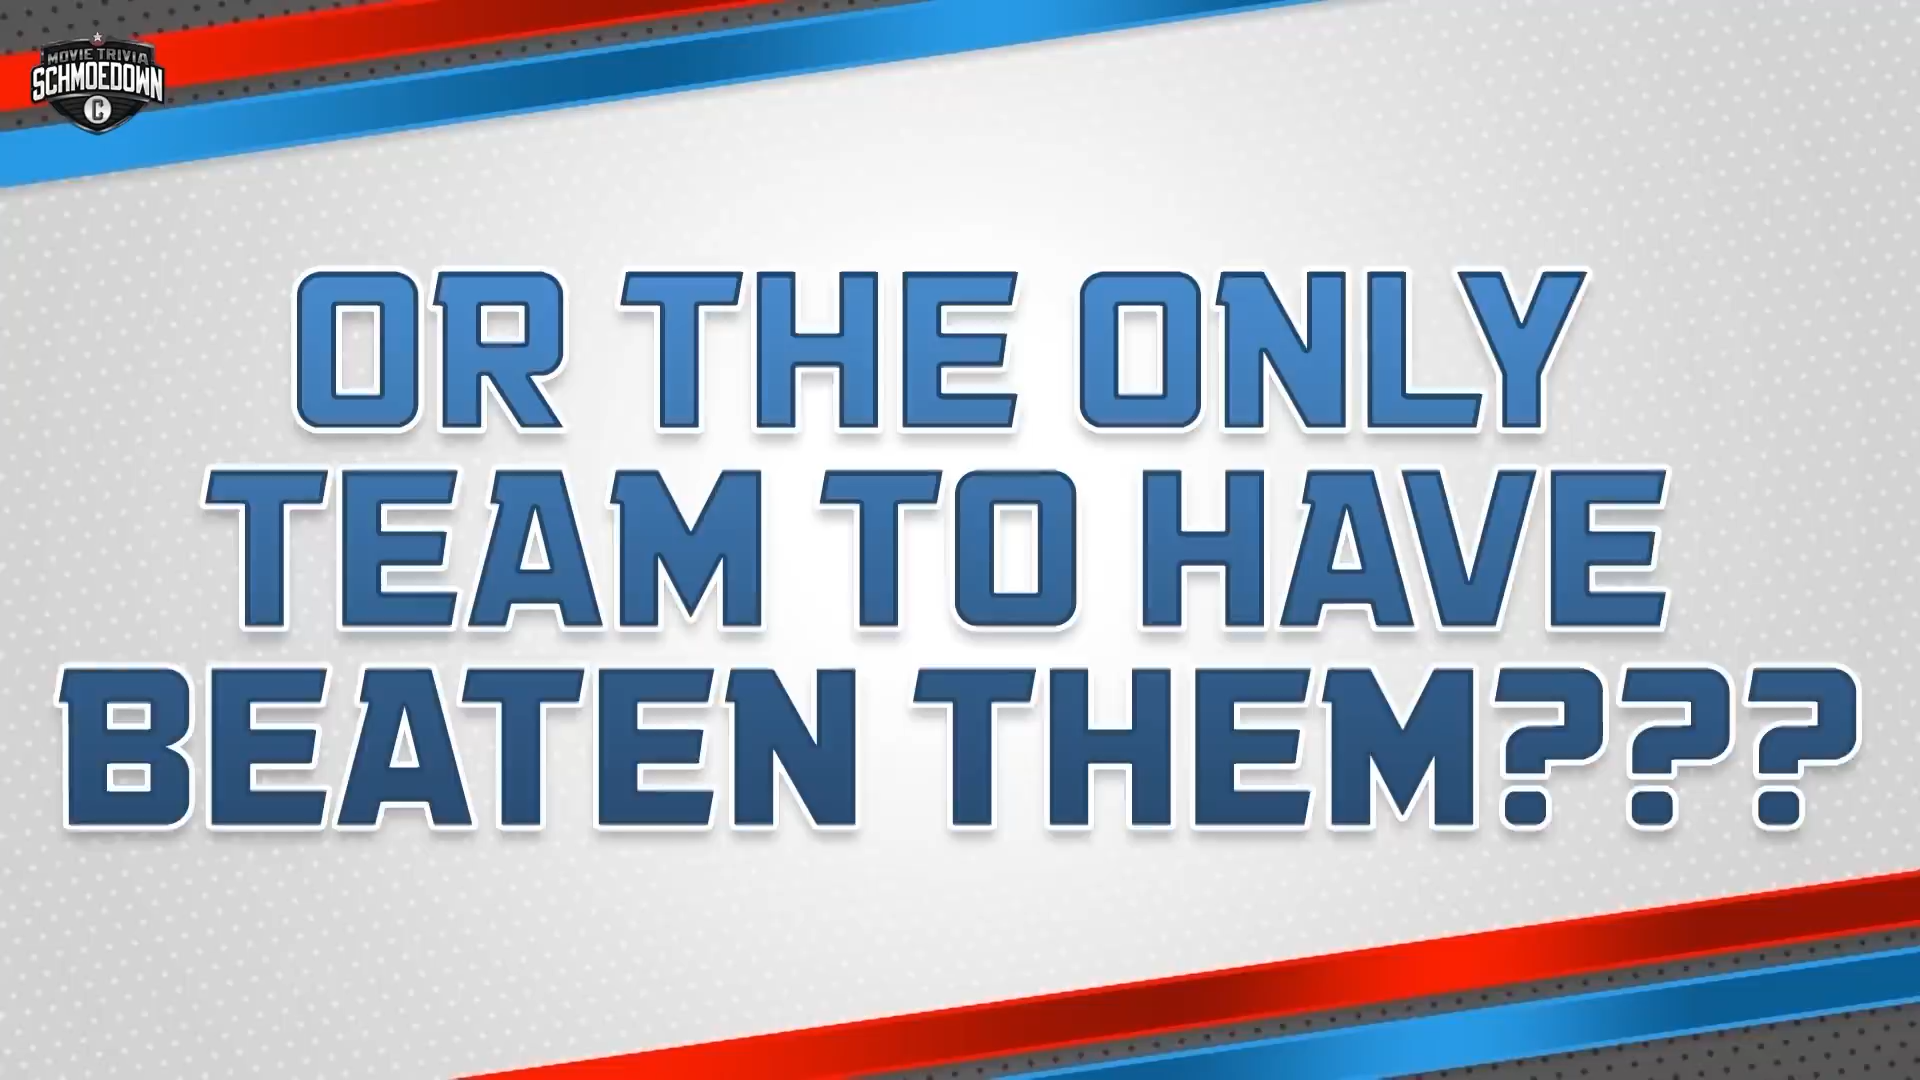 MOVIE TRIVIA
SCHMOEDOWN
C
OR THE ONLY
TEAM TO HAVE
BEATEN THEM???